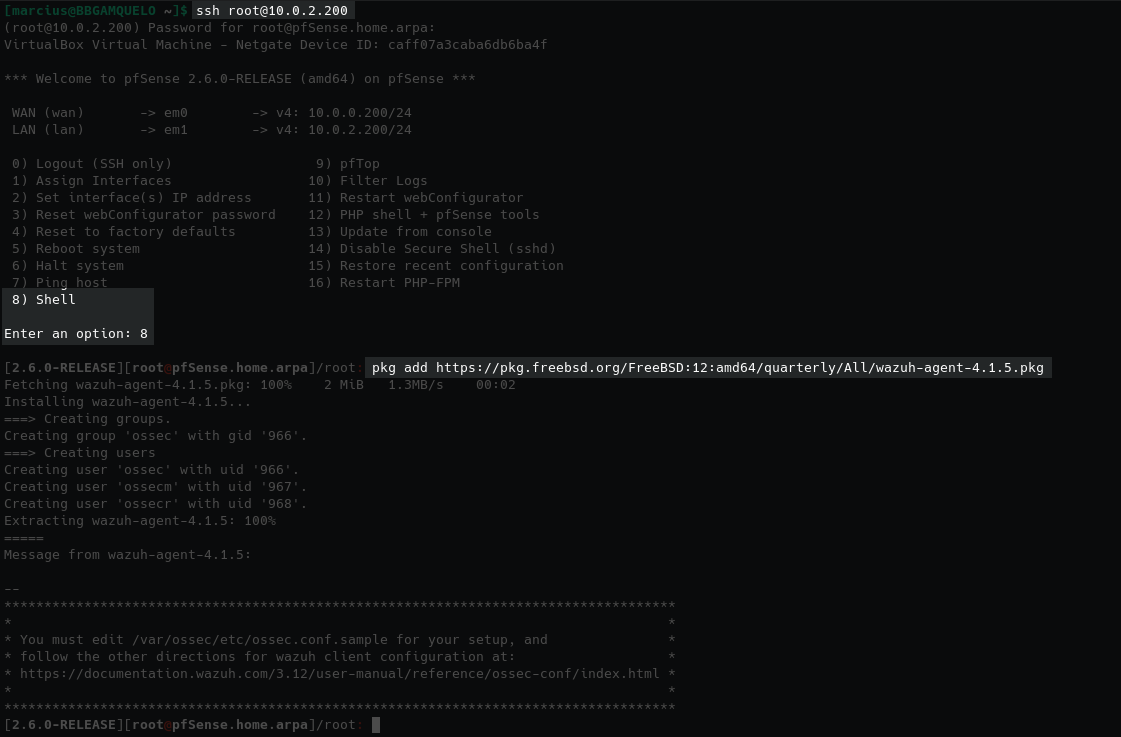 [marcius@BBGAMQUELO ~]$ ssh root@10.0.2.200
(root@10.0.2.200) Password for root@pfSense.home.arpa:
VirtualBox Virtual Machine - Netgate Device ID: caff07a3caba6db6ba4f
*** Welcome to pfSense 2.6.0-RELEASE (amd64) on pfSense ***
WAN (wan) -> em0 -> v4: 10.0.0.200/24
LAN (lan) -> em1 -> v4: 10.0.2.200/24
0) Logout (SSH only) 9) pfTop
1) Assign Interfaces 10) Filter Logs
2) Set interface(s) IP address 11) Restart webConfigurator
3) Reset webConfigurator password 12) PHP shell + pfSense tools
4) Reset to factory defaults 13) Update from console
5) Reboot system 14) Disable Secure Shell (sshd)
6) Halt system 15) Restore recent configuration
7) Ping host 16) Restart PHP-FPM
8) Shell
Enter an option: 8
[2.6.0-RELEASE][root@pfSense.home.arpa]/root: pkg add https://pkg.freebsd.org/FreeBSD:12:amd64/quarterly/All/wazuh-agent-4.1.5.pkg
Fetching wazuh-agent-4.1.5.pkg: 100% 2 MiB 1.3MB/s 00:02
Installing wazuh-agent-4.1.5...
===> Creating groups.
Creating group 'ossec' with gid '966'.
===> Creating users
Creating user 'ossec' with uid '966'.
Creating user 'ossecm' with uid '967'.
Creating user 'ossecr' with uid '968'.
Extracting wazuh-agent-4.1.5: 100%
=====
Message from wazuh-agent-4.1.5:
--
************************************************************************************
* *
* You must edit /var/ossec/etc/ossec.conf.sample for your setup, and *
* follow the other directions for wazuh client configuration at: *
* https://documentation.wazuh.com/3.12/user-manual/reference/ossec-conf/index.html *
* *
************************************************************************************
[2.6.0-RELEASE][root@pfSense.home.arpa]/root: